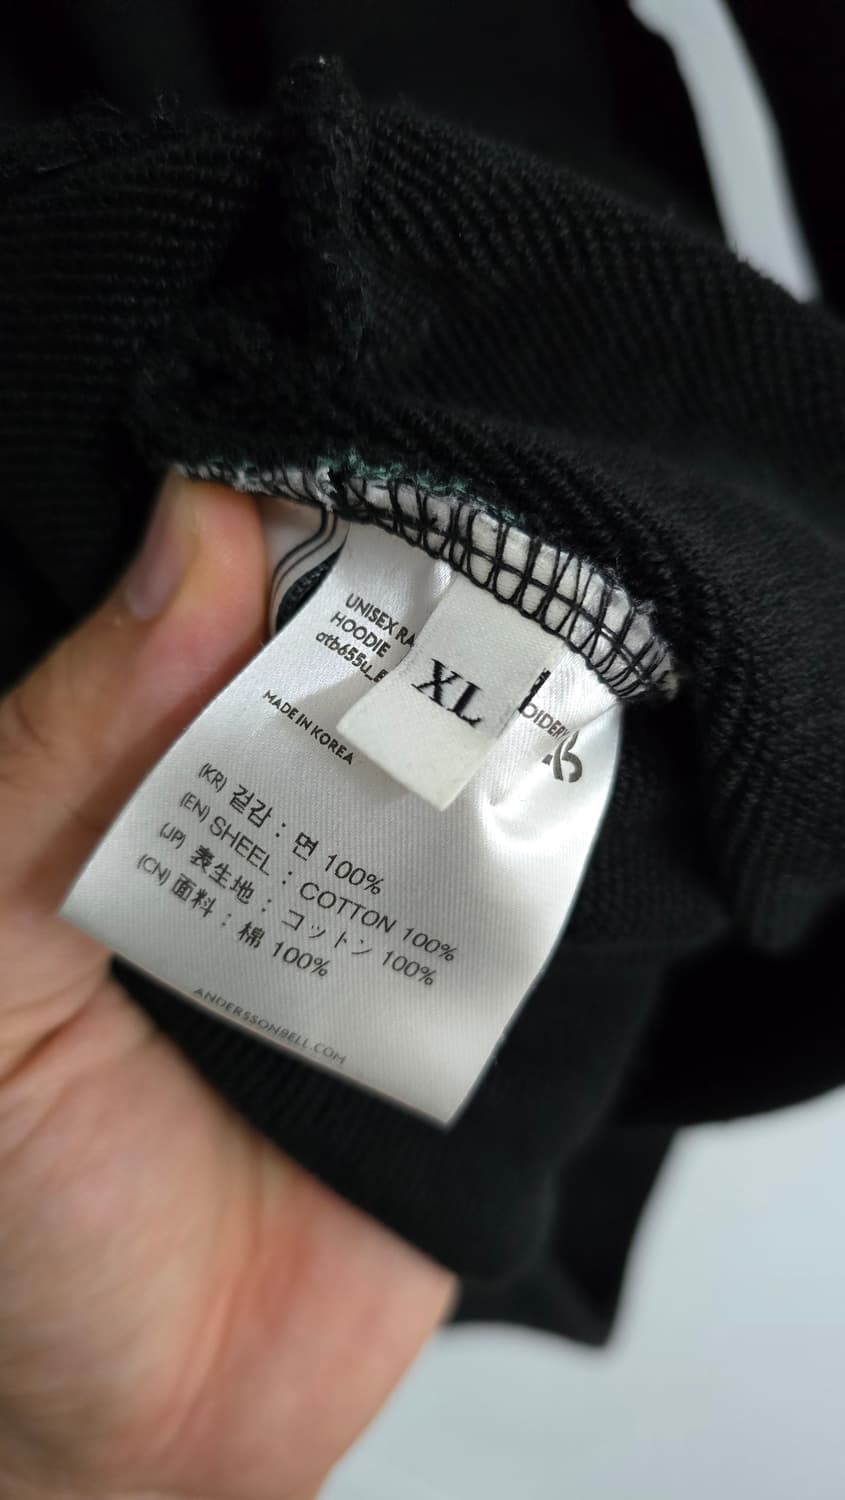 UNISEX RA
HOODIE
atb655u_E
XL
MADE IN KOREA
(KR) 겉감 : 면 100%
(EN) SHEEL : COTTON 100%
(JP) 表生地 : コットン 100%
(CN) 面料 : 棉 100%
ANDERSSONBELL.COM